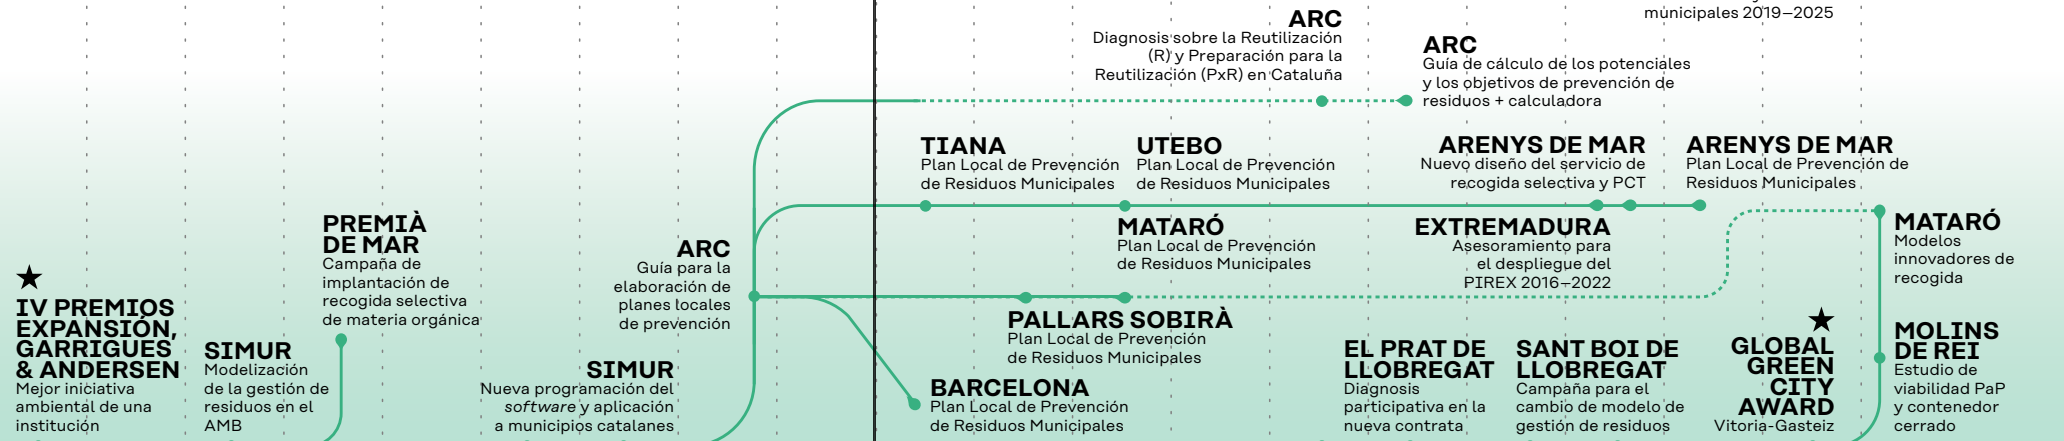 municipales 2019–2025
ARC
Diagnosis sobre la Reutilización
(R) y Preparación para la
Reutilización (PxR) en Cataluña
ARC
Guía de cálculo de los potenciales
y los objetivos de prevención de
residuos + calculadora
TIANA
Plan Local de Prevención
de Residuos Municipales
UTEBO
Plan Local de Prevención
de Residuos Municipales
ARENYS DE MAR
Nuevo diseño del servicio de
recogida selectiva y PCT
ARENYS DE MAR
Plan Local de Prevención de
Residuos Municipales
PREMIÀ
DE MAR
Campaña de
implantación de
recogida selectiva
de materia orgánica
ARC
Guía para la
elaboración de
planes locales
de prevención
MATARÓ
Plan Local de Prevención
de Residuos Municipales
EXTREMADURA
Asesoramiento para
el despliegue del
PIREX 2016–2022
MATARÓ
Modelos
innovadores de
recogida
IV PREMIOS
EXPANSIÓN,
GARRIGUES
& ANDERSEN
Mejor iniciativa
ambiental de una
institución
SIMUR
Modelización
de la gestión de
residuos en el
AMB
SIMUR
Nueva programación del
software y aplicación
a municipios catalanes
PALLARS SOBIRÀ
Plan Local de Prevención
de Residuos Municipales
BARCELONA
Plan Local de Prevención
de Residuos Municipales
EL PRAT DE
LLOBREGAT
Diagnosis
participativa en la
nueva contrata
SANT BOI DE
LLOBREGAT
Campaña para el
cambio de modelo de
gestión de residuos
GLOBAL
GREEN
CITY
AWARD
Vitoria-Gasteiz
MOLINS
DE REI
Estudio de
viabilidad PaP
y contenedor
cerrado